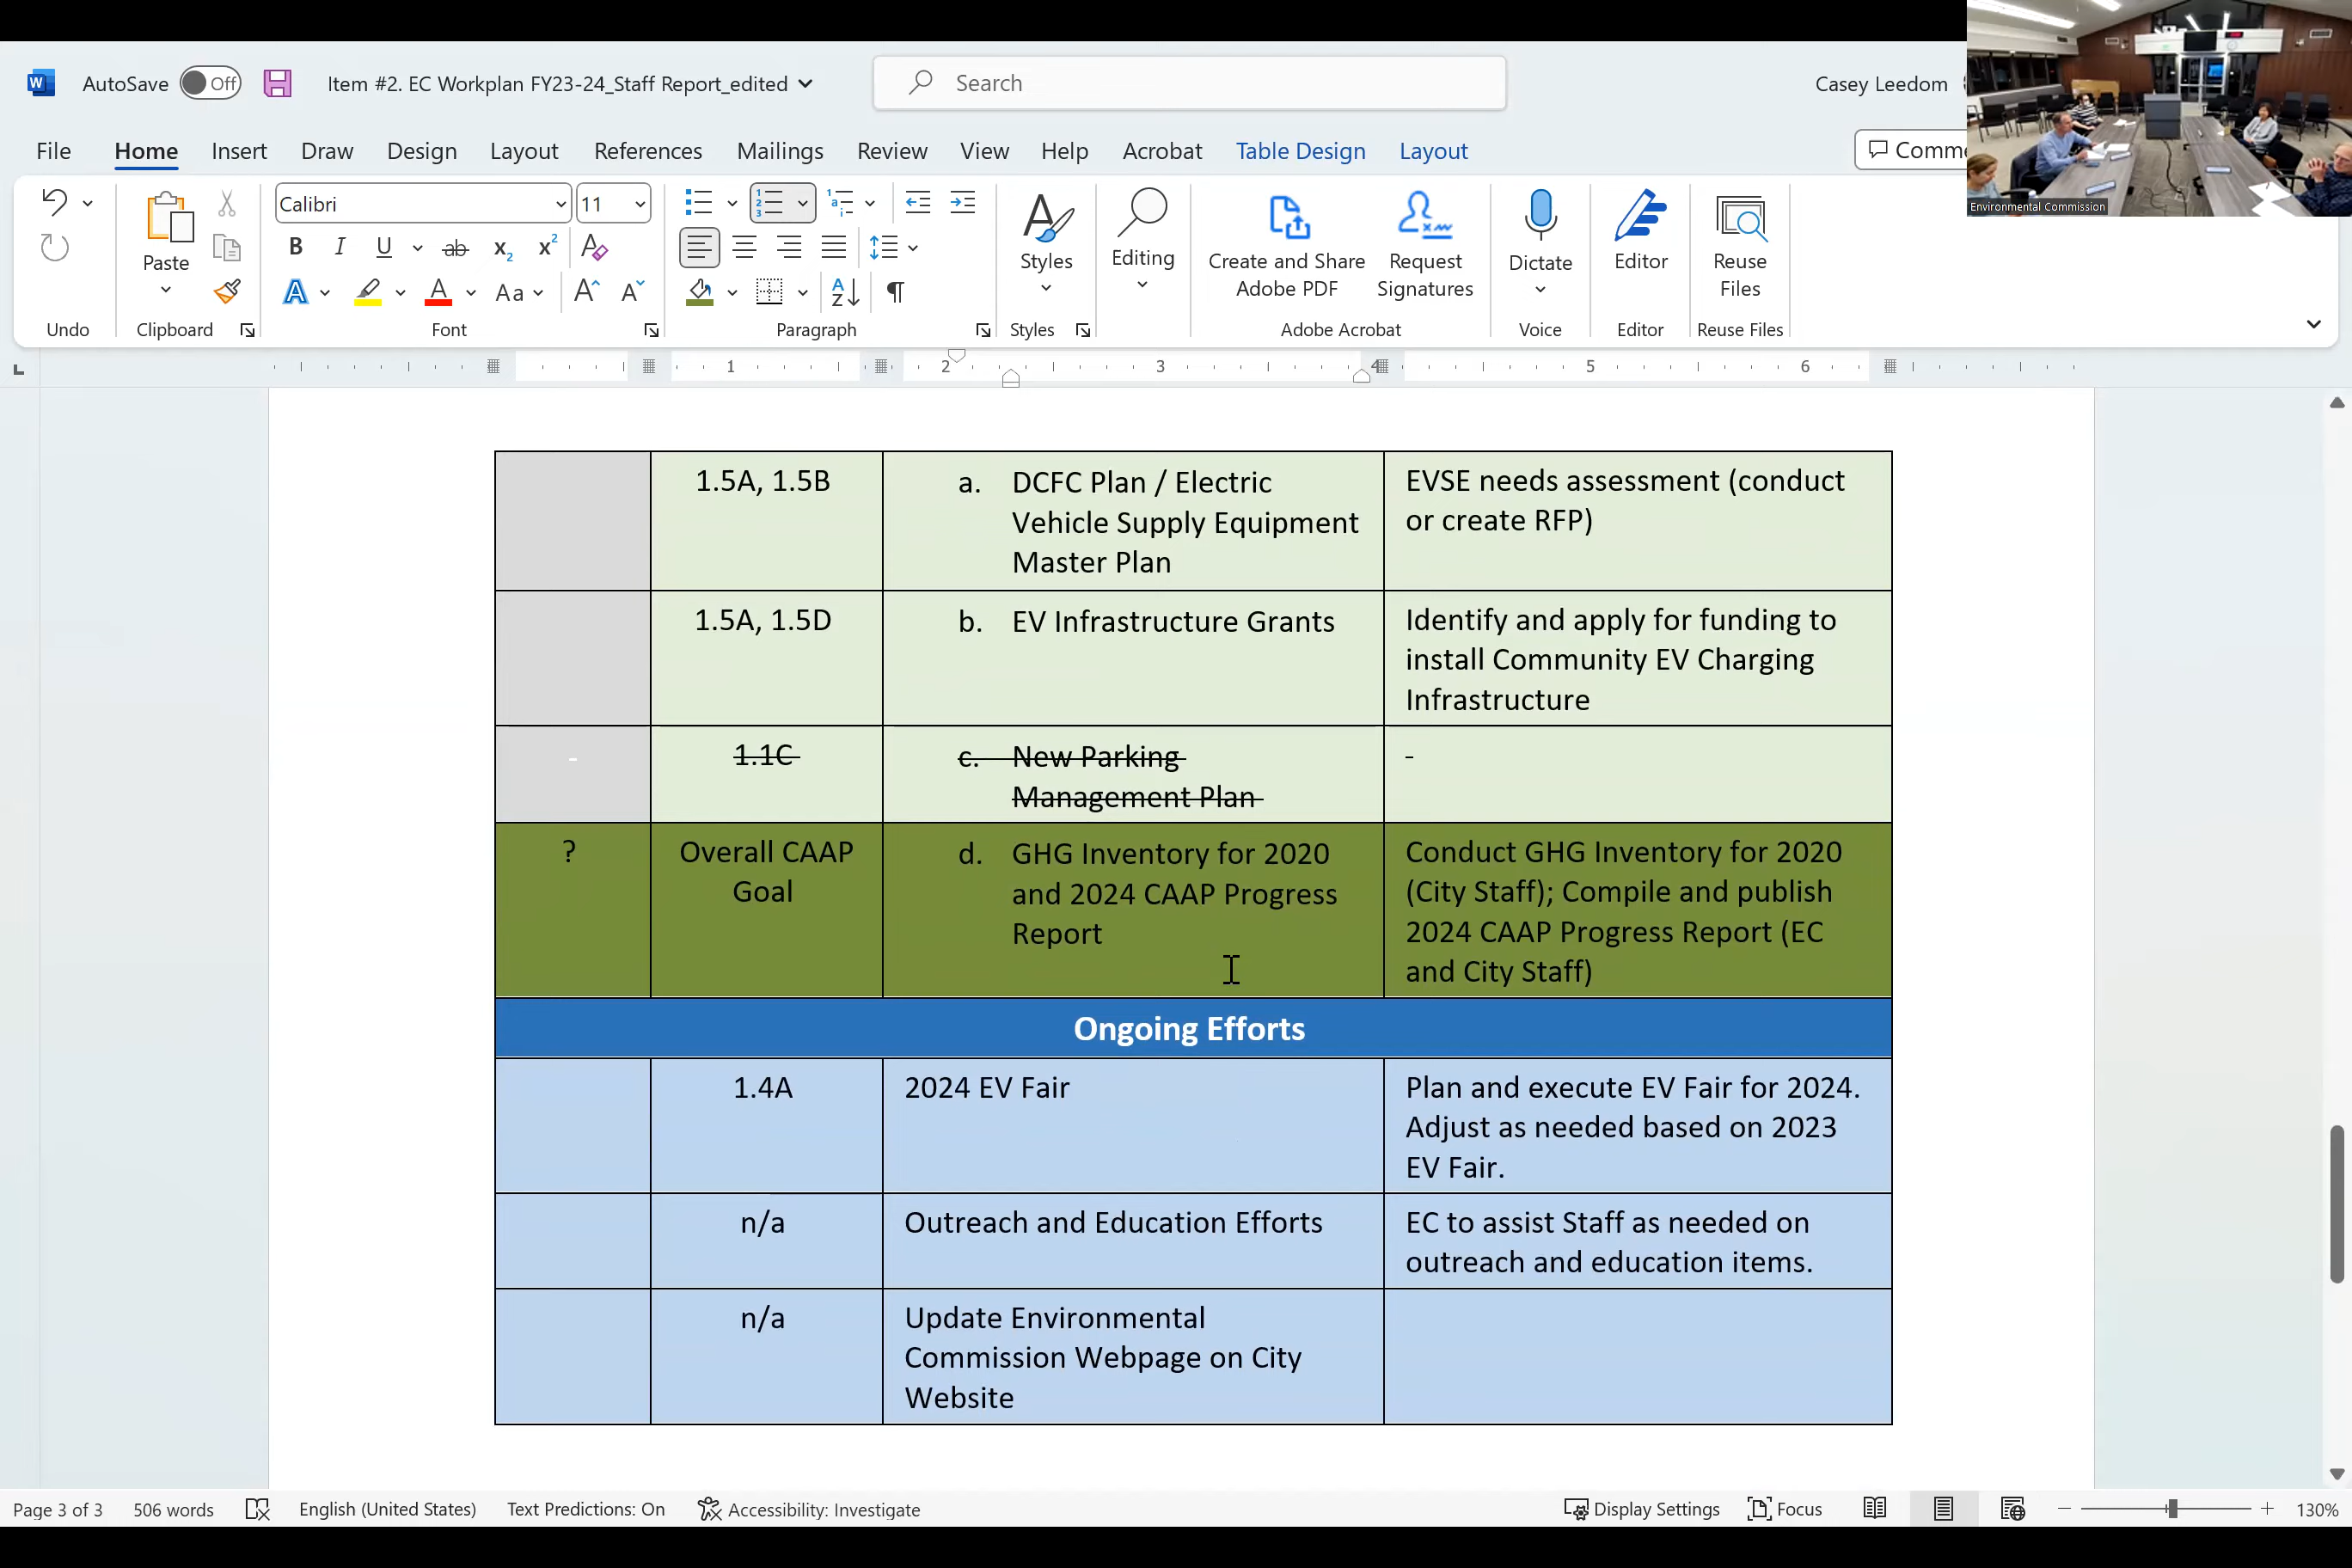 AutoSave Off Item #2. EC Workplan FY23-24_Staff Report_edited Search Casey Leedom
File Home Insert Draw Design Layout References Mailings Review View Help Acrobat Table Design Layout Comme
Environmental Commission
Calibri 11
Paste
Styles
Editing
Create and Share Adobe PDF
Request Signatures
Dictate
Editor
Reuse Files
Undo Clipboard Font Paragraph Styles Adobe Acrobat Voice Editor Reuse Files
1 2 3 4 5 6
1.5A, 1.5B
a. DCFC Plan / Electric
Vehicle Supply Equipment
Master Plan
EVSE needs assessment (conduct
or create RFP)
1.5A, 1.5D
b. EV Infrastructure Grants
Identify and apply for funding to
install Community EV Charging
Infrastructure
-
1.1C
c. New Parking
Management Plan
-
?
Overall CAAP
Goal
d. GHG Inventory for 2020
and 2024 CAAP Progress
Report
Conduct GHG Inventory for 2020
(City Staff); Compile and publish
2024 CAAP Progress Report (EC
and City Staff)
Ongoing Efforts
1.4A
2024 EV Fair
Plan and execute EV Fair for 2024.
Adjust as needed based on 2023
EV Fair.
n/a
Outreach and Education Efforts
EC to assist Staff as needed on
outreach and education items.
n/a
Update Environmental
Commission Webpage on City
Website
Page 3 of 3 506 words English (United States) Text Predictions: On Accessibility: Investigate Display Settings Focus 130%